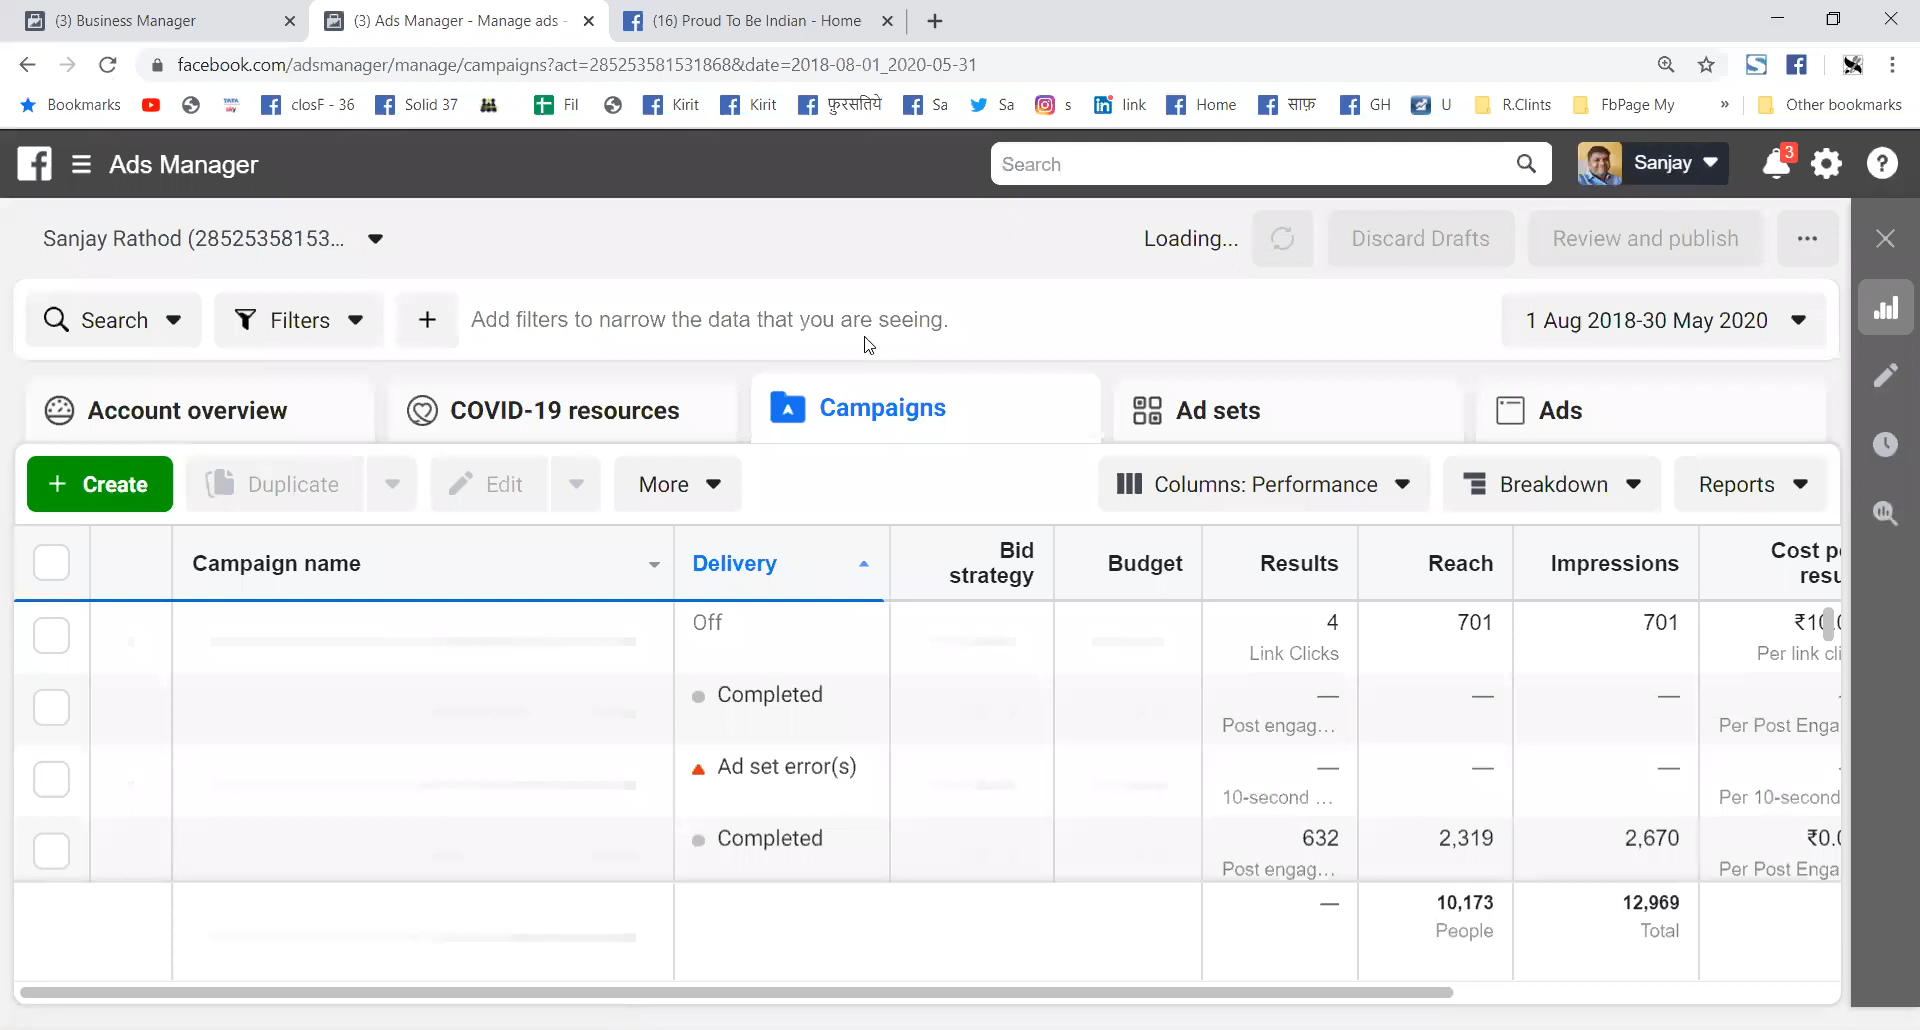 (3) Business Manager
(3) Ads Manager - Manage ads -
(16) Proud To Be Indian - Home
facebook.com/adsmanager/manage/campaigns?act=285253581531868&date=2018-08-01_2020-05-31
Bookmarks
TATA sky
closF - 36
Solid 37
Fil
Kirit
Kirit
फुरसतिये
Sa
Sa
s
link
Home
साफ़
GH
U
R.Clints
FbPage My
»
Other bookmarks
Ads Manager
Search
Sanjay
3
Sanjay Rathod (28525358153...
Loading...
Discard Drafts
Review and publish
Search
Filters
Add filters to narrow the data that you are seeing.
1 Aug 2018-30 May 2020
Account overview
COVID-19 resources
Campaigns
Ad sets
Ads
+ Create
Duplicate
Edit
More
Columns: Performance
Breakdown
Reports
Campaign name
Delivery
Bid strategy
Budget
Results
Reach
Impressions
Off
4
Link Clicks
701
701
Per link cli
Completed
—
Post engag...
—
—
Per Post Enga
Ad set error(s)
—
10-second ...
—
—
Per 10-second
Completed
632
Post engag...
2,319
2,670
₹0.0
Per Post Enga
—
10,173
People
12,969
Total